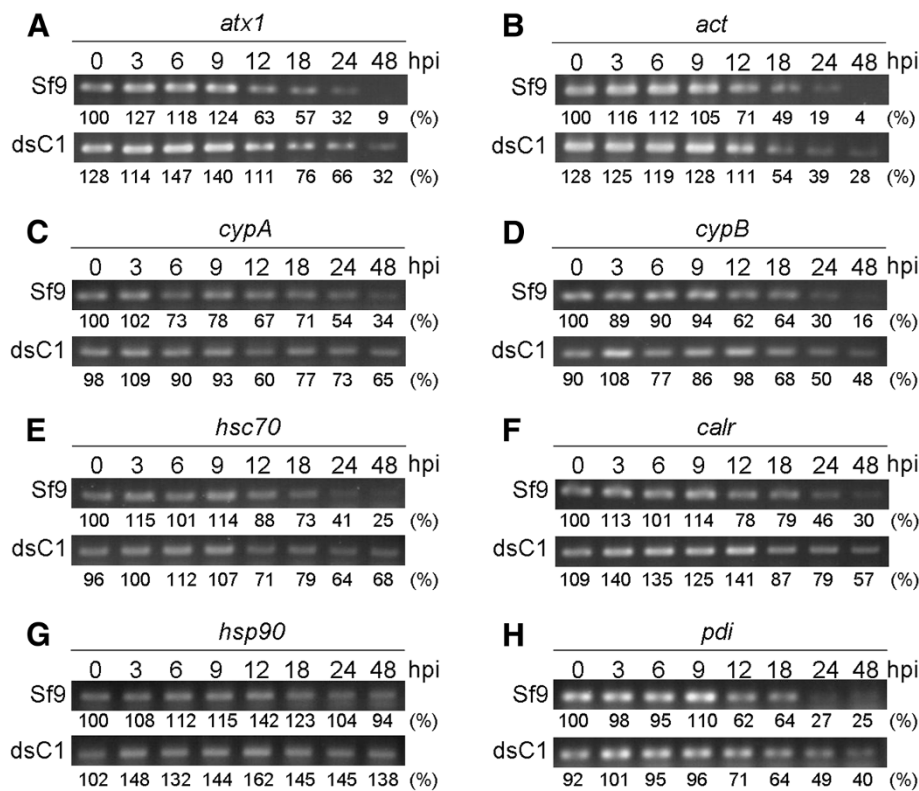 A
atx1
0 3 6 9 12 18 24 48 hpi
Sf9
100 127 118 124 63 57 32 9 (%)
dsC1
128 114 147 140 111 76 66 32 (%)
B
act
0 3 6 9 12 18 24 48 hpi
Sf9
100 116 112 105 71 49 19 4 (%)
dsC1
128 125 119 128 111 54 39 28 (%)
C
cypA
0 3 6 9 12 18 24 48 hpi
Sf9
100 102 73 78 67 71 54 34 (%)
dsC1
98 109 90 93 60 77 73 65 (%)
D
cypB
0 3 6 9 12 18 24 48 hpi
Sf9
100 89 90 94 62 64 30 16 (%)
dsC1
90 108 77 86 98 68 50 48 (%)
E
hsc70
0 3 6 9 12 18 24 48 hpi
Sf9
100 115 101 114 88 73 41 25 (%)
dsC1
96 100 112 107 71 79 64 68 (%)
F
calr
0 3 6 9 12 18 24 48 hpi
Sf9
100 113 101 114 78 79 46 30 (%)
dsC1
109 140 135 125 141 87 79 57 (%)
G
hsp90
0 3 6 9 12 18 24 48 hpi
Sf9
100 108 112 115 142 123 104 94 (%)
dsC1
102 148 132 144 162 145 145 138 (%)
H
pdi
0 3 6 9 12 18 24 48 hpi
Sf9
100 98 95 110 62 64 27 25 (%)
dsC1
92 101 95 96 71 64 49 40 (%)